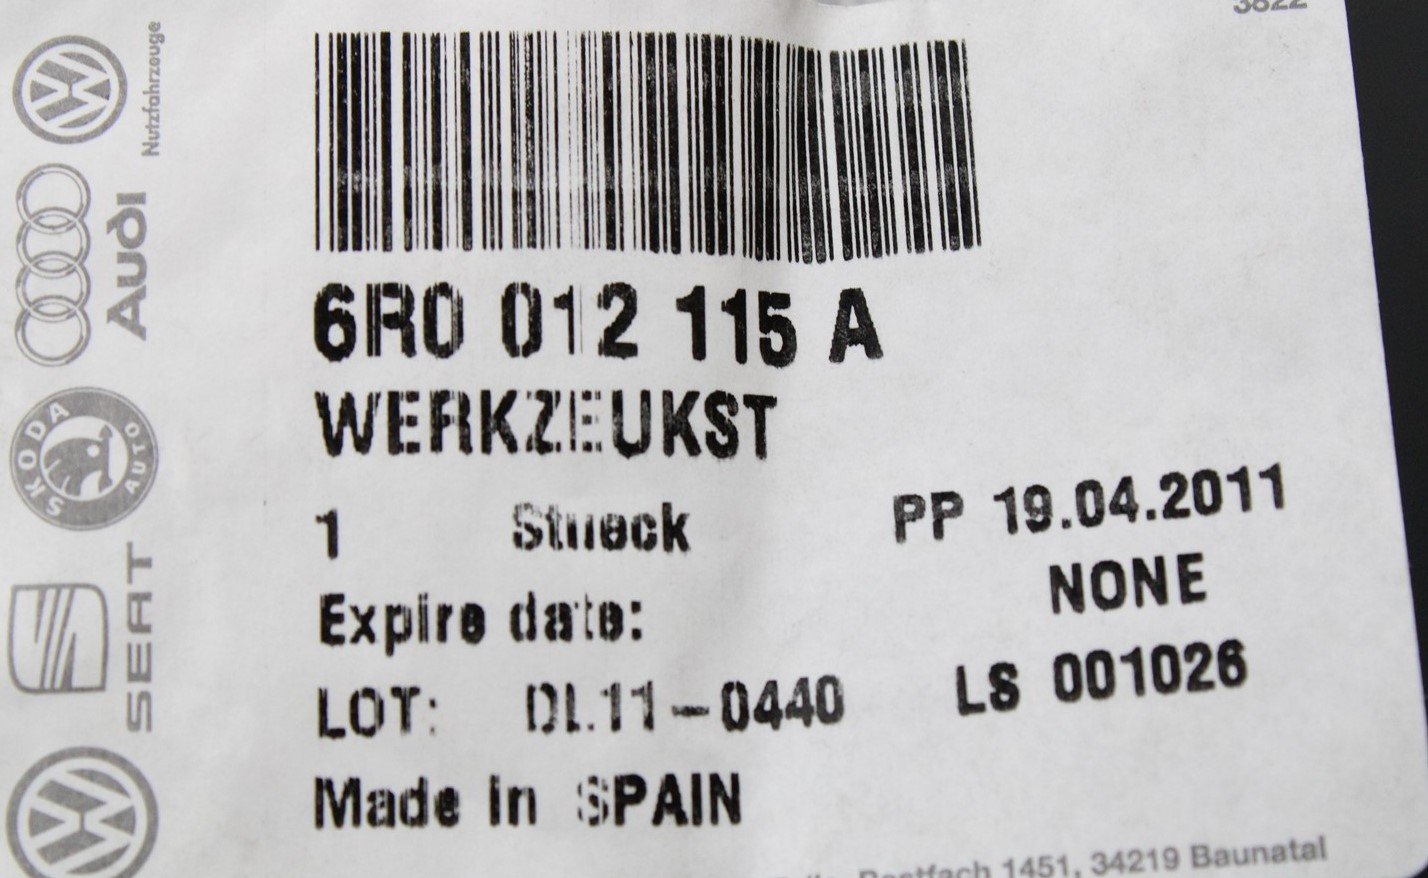 3822
Nutzfahrzeuge
Audi
SKODA
AUTO
SEAT
6R0 012 115 A
WERKZEUKST
1 Stueck PP 19.04.2011
Expire date: NONE
LOT: DL11-0440 LS 001026
Made in SPAIN
Postfach 1451, 34219 Baunatal